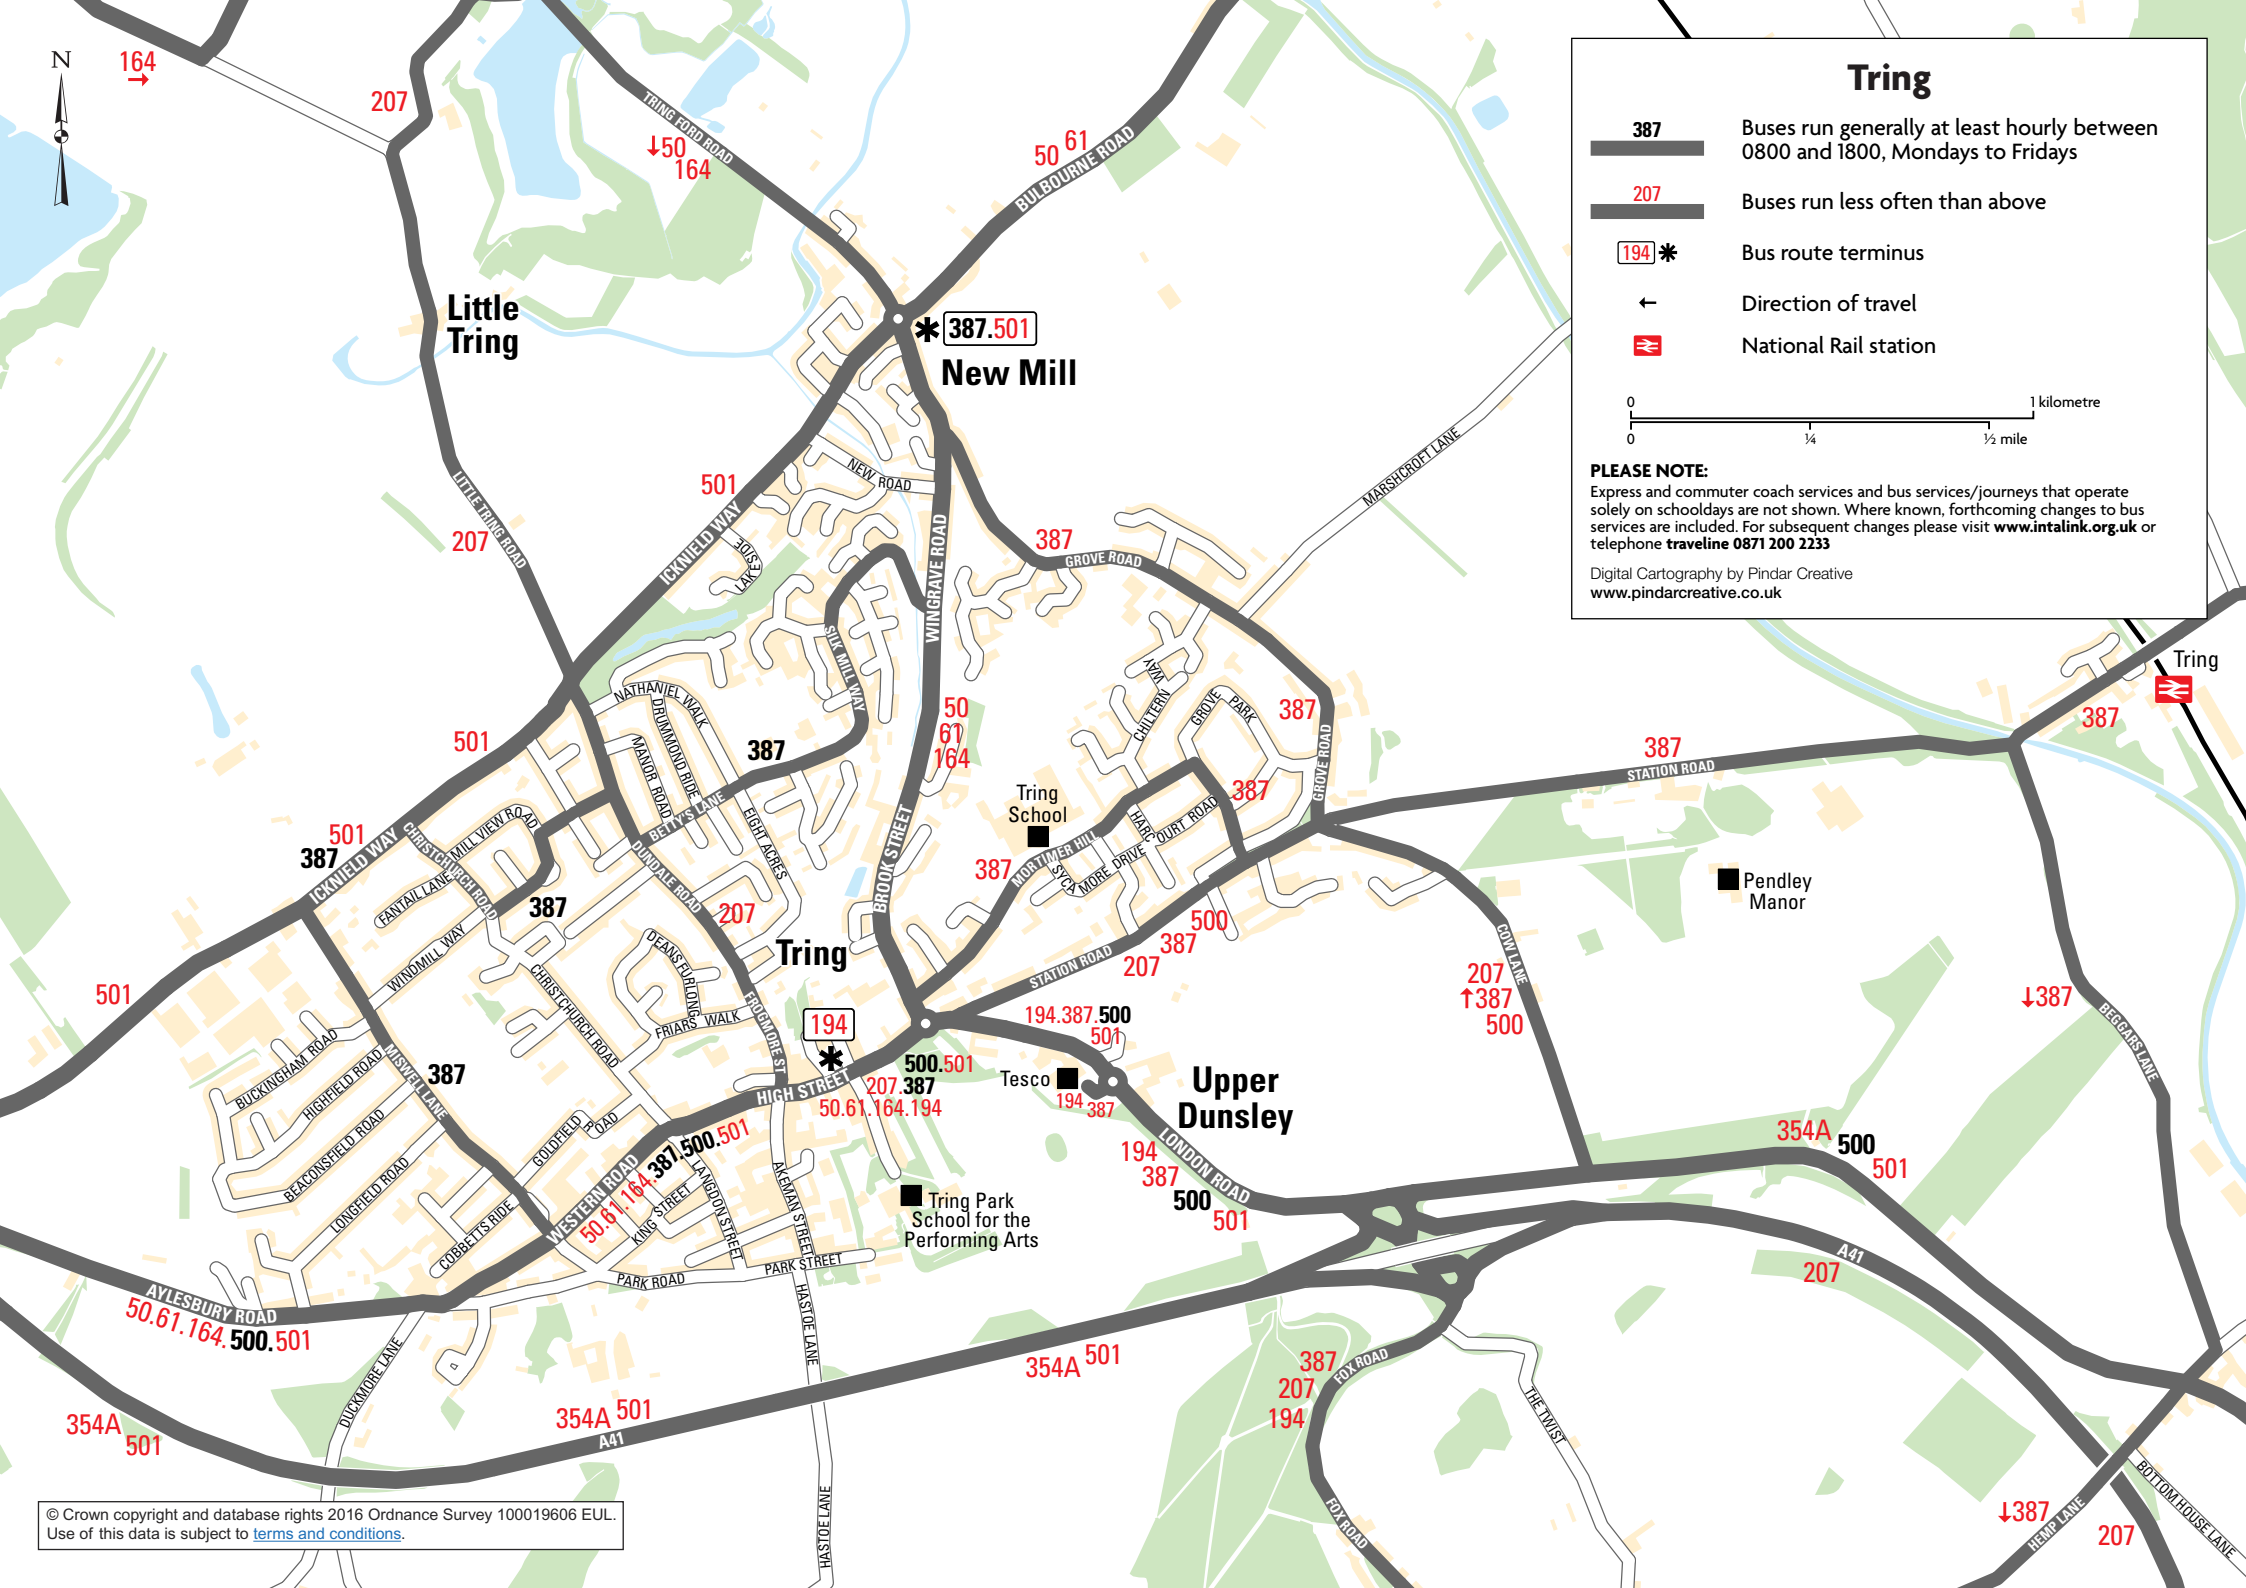 N
164
→
207
TRING FORD ROAD
↓50
164
50 61
BULBOURNE ROAD
Tring
387
Buses run generally at least hourly between
0800 and 1800, Mondays to Fridays
207
Buses run less often than above
194 *
Bus route terminus
←
Direction of travel
National Rail station
0
1 kilometre
0
¼
½ mile
PLEASE NOTE:
Express and commuter coach services and bus services/journeys that operate
solely on schooldays are not shown. Where known, forthcoming changes to bus
services are included. For subsequent changes please visit www.intalink.org.uk or
telephone traveline 0871 200 2233
Digital Cartography by Pindar Creative
www.pindarcreative.co.uk
Little
Tring
* 387.501
New Mill
MARSHCROFT LANE
NEW ROAD
501
ICKNIELD WAY
LITTLE TRING ROAD
207
LAKESIDE
WINGRAVE ROAD
387
GROVE ROAD
SILK MILL WAY
CHILTERN WAY
GROVE PARK
387
GROVE ROAD
Tring
387
387
STATION ROAD
NATHANIEL WALK
DRUMMOND RIDE
MANOR ROAD
50
61
164
501
387
BETTY'S LANE
EIGHT ACRES
BROOK STREET
Tring
School
387
HARCOURT ROAD
SYCAMORE DRIVE
387
MORTIMER HILL
501
387
ICKNIELD WAY
CHRISTCHURCH ROAD
MILL VIEW ROAD
FANTAIL LANE
DUNDALE ROAD
387
207
WINDMILL WAY
DEANS FURLONG
FRIARS WALK
CHRISTCHURCH ROAD
FROGMORE ST
Tring
500
387
207
STATION ROAD
Pendley
Manor
COW LANE
207
↑387
500
↓387
BEGGARS LANE
501
BUCKINGHAM ROAD
HIGHFIELD ROAD
BEACONSFIELD ROAD
LONGFIELD ROAD
MISWELL LANE
387
194
*
HIGH STREET
500.501
207.387
50.61.164.194
194.387.500
501
Tesco
194
387
Upper
Dunsley
194
387
500
501
LONDON ROAD
354A
500
501
GOLDFIELD ROAD
COBBETTS RIDE
WESTERN ROAD
50.61.164.387.500.501
KING STREET
LANGDON STREET
AKEMAN STREET
PARK STREET
PARK ROAD
HASTOE LANE
Tring Park
School for the
Performing Arts
AYLESBURY ROAD
50.61.164.500.501
DUCKMORE LANE
A41
207
354A 501
354A
501
354A 501
A41
387
207
194
FOX ROAD
THE TWIST
FOX ROAD
HASTOE LANE
↓387
HEMP LANE
207
BOTTOM HOUSE LANE
© Crown copyright and database rights 2016 Ordnance Survey 100019606 EUL.
Use of this data is subject to terms and conditions.